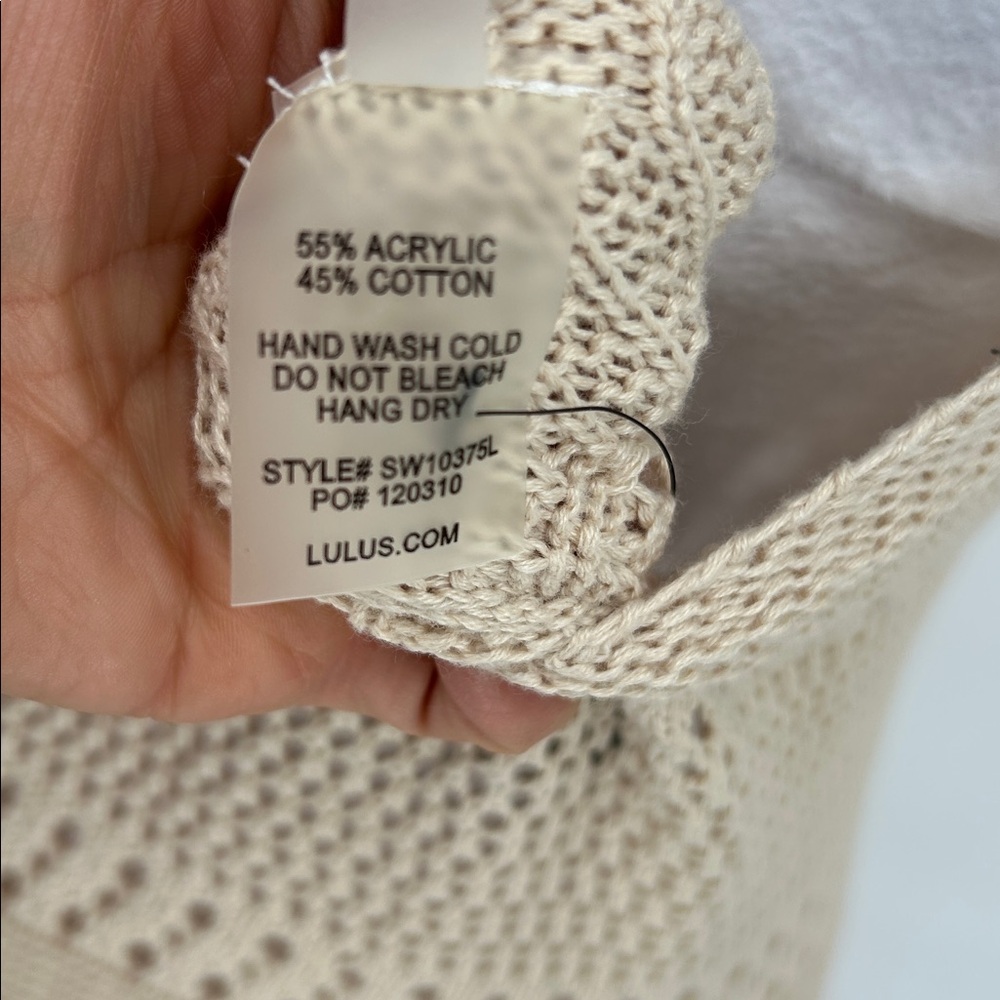 55% ACRYLIC
45% COTTON
HAND WASH COLD
DO NOT BLEACH
HANG DRY
STYLE# SW10375L
PO# 120310
LULUS.COM